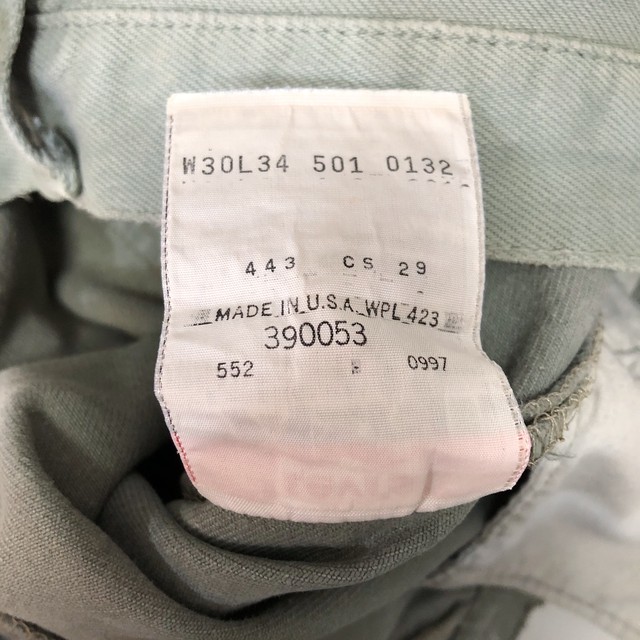 W30L34 501 0132
443 CS 29
MADE IN U.S.A. WPL 423
390053
552 0997